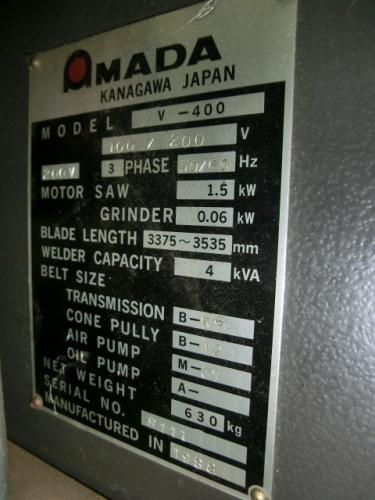 AMADA
KANAGAWA JAPAN
MODEL V-400
100 / 200 V
200V 3 PHASE 50/60 Hz
MOTOR SAW 1.5 kW
GRINDER 0.06 kW
BLADE LENGTH 3375~3535 mm
WELDER CAPACITY 4 kVA
BELT SIZE
TRANSMISSION B-
CONE PULLY B-
AIR PUMP M-
OIL PUMP A-
NET WEIGHT 630 kg
SERIAL NO.
MANUFACTURED IN 1988